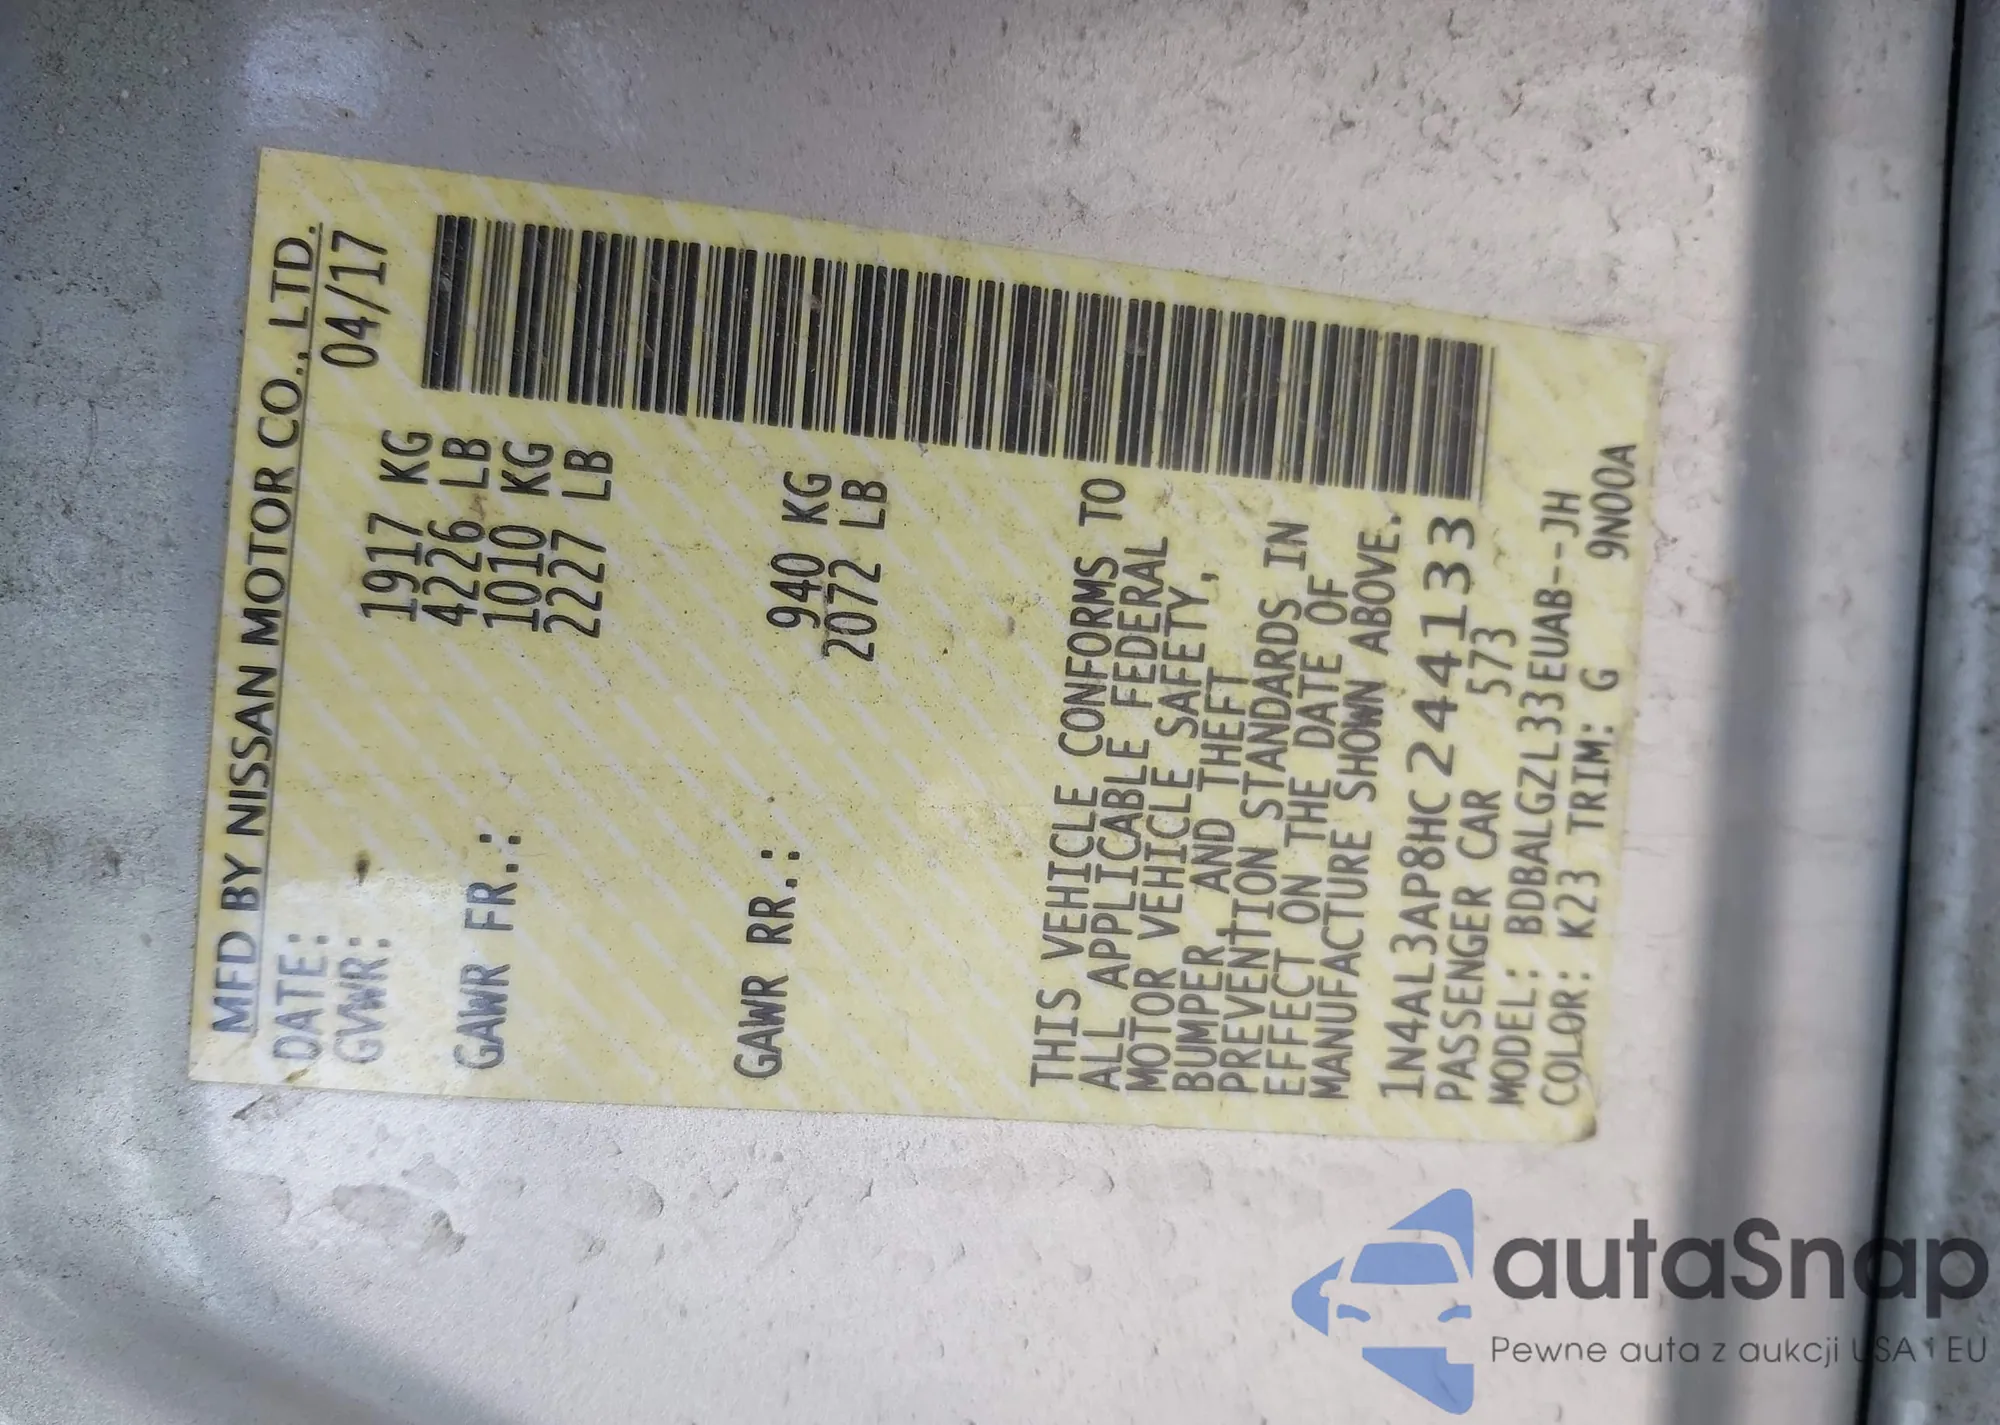 MFD BY NISSAN MOTOR CO., LTD.
DATE: 04/17
GVWR: 1917 KG
4226 LB
GAWR FR.: 1010 KG
2227 LB
GAWR RR.: 940 KG
2072 LB
THIS VEHICLE CONFORMS TO
ALL APPLICABLE FEDERAL
MOTOR VEHICLE SAFETY,
BUMPER AND THEFT
PREVENTION STANDARDS IN
EFFECT ON THE DATE OF
MANUFACTURE SHOWN ABOVE.
1N4AL3AP8HC244133
PASSENGER CAR 573
MODEL: BDBALGZL33EUAB--JH
COLOR: K23 TRIM: G 9N00A
autaSnap
Pewne auta z aukcji USA i EU